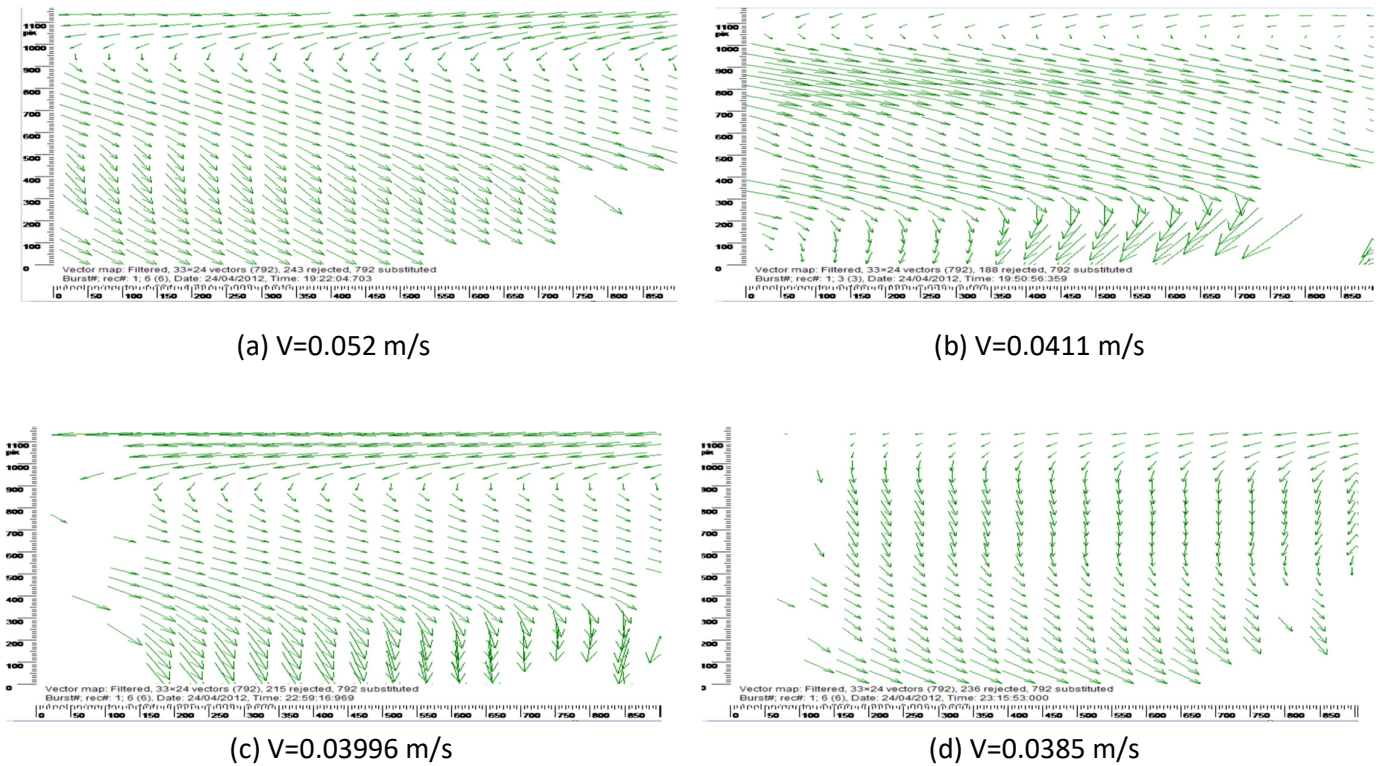 1100
pix
1000
900
800
700
600
500
400
300
200
100
0
Vector map: Filtered, 33×24 vectors (792), 243 rejected, 792 substituted
Burst#; rec#: 1; 6 (6), Date: 24/04/2012, Time: 19:22:04:703
0 50 100 150 200 250 300 350 400 450 500 550 600 650 700 750 800 850
(a) V=0.052 m/s
1100
pix
1000
900
800
700
600
500
400
300
200
100
0
Vector map: Filtered, 33×24 vectors (792), 188 rejected, 792 substituted
Burst#; rec#: 1; 3 (3), Date: 24/04/2012, Time: 19:50:56:359
0 50 100 150 200 250 300 350 400 450 500 550 600 650 700 750 800 850
(b) V=0.0411 m/s
1100
pix
1000
900
800
700
600
500
400
300
200
100
0
Vector map: Filtered, 33×24 vectors (792), 215 rejected, 792 substituted
Burst#; rec#: 1; 6 (6), Date: 24/04/2012, Time: 22:59:16:969
0 50 100 150 200 250 300 350 400 450 500 550 600 650 700 750 800 850
(c) V=0.03996 m/s
1100
pix
1000
900
800
700
600
500
400
300
200
100
0
Vector map: Filtered, 33×24 vectors (792), 236 rejected, 792 substituted
Burst#; rec#: 1; 6 (6), Date: 24/04/2012, Time: 23:15:53:000
0 50 100 150 200 250 300 350 400 450 500 550 600 650 700 750 800 850
(d) V=0.0385 m/s